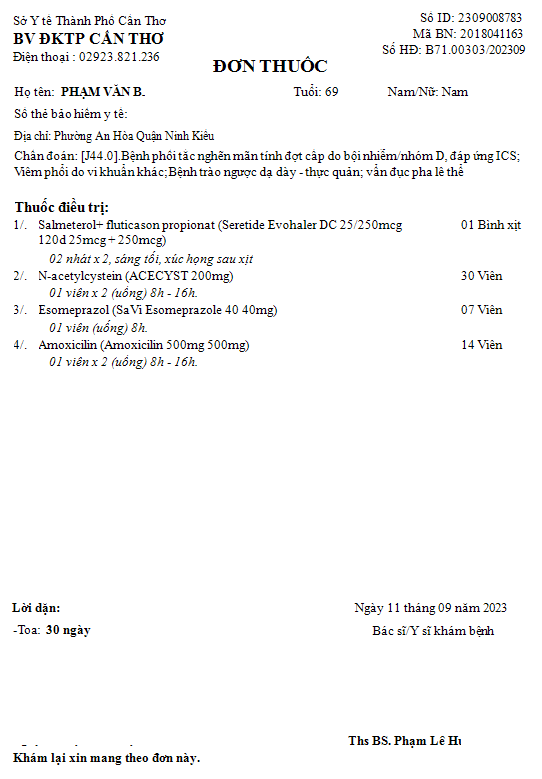 Sở Y tế Thành Phố Cần Thơ
Số ID: 2309008783
BV ĐKTP CẦN THƠ
Mã BN: 2018041163
Điện thoại : 02923.821.236
Số HĐ: B71.00303/202309
ĐƠN THUỐC
Họ tên: PHẠM VĂN B. Tuổi: 69 Nam/Nữ: Nam
Số thẻ bảo hiểm y tế:
Địa chỉ: Phường An Hòa Quận Ninh Kiều
Chẩn đoán: [J44.0].Bệnh phổi tắc nghẽn mãn tính đợt cấp do bội nhiễm/nhóm D, đáp ứng ICS;
Viêm phổi do vi khuẩn khác;Bệnh trào ngược dạ dày - thực quản; vẩn đục pha lê thể
Thuốc điều trị:
1/. Salmeterol+ fluticason propionat (Seretide Evohaler DC 25/250mcg 01 Bình xịt
120d 25mcg + 250mcg)
02 nhát x 2, sáng tối, xúc họng sau xịt
2/. N-acetylcystein (ACECYST 200mg) 30 Viên
01 viên x 2 (uống) 8h - 16h.
3/. Esomeprazol (SaVi Esomeprazole 40 40mg) 07 Viên
01 viên (uống) 8h.
4/. Amoxicilin (Amoxicilin 500mg 500mg) 14 Viên
01 viên x 2 (uống) 8h - 16h.
Lời dặn:
Ngày 11 tháng 09 năm 2023
-Toa: 30 ngày
Bác sĩ/Y sĩ khám bệnh
Ths BS. Phạm Lê
Khám lại xin mang theo đơn này.